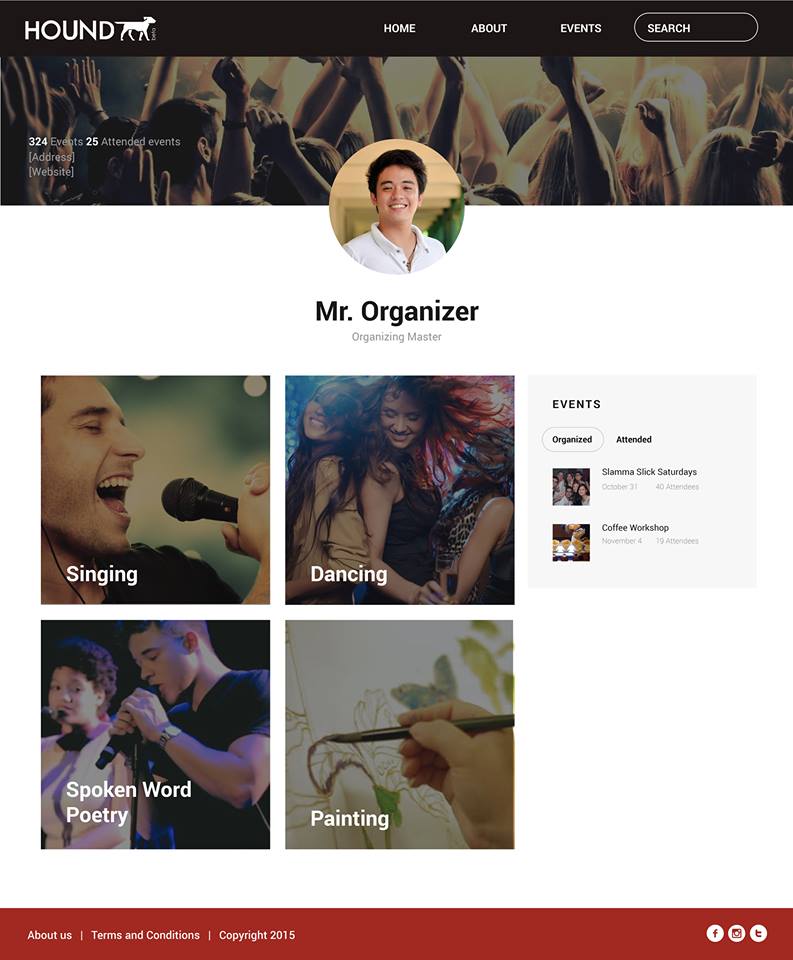 HOUND
beta
HOME
ABOUT
EVENTS
SEARCH
324 Events 25 Attended events
[Address]
[Website]
Mr. Organizer
Organizing Master
Singing
Dancing
Spoken Word
Poetry
Painting
EVENTS
Organized
Attended
Slamma Slick Saturdays
October 31 40 Attendees
Coffee Workshop
November 4 19 Attendees
About us | Terms and Conditions | Copyright 2015